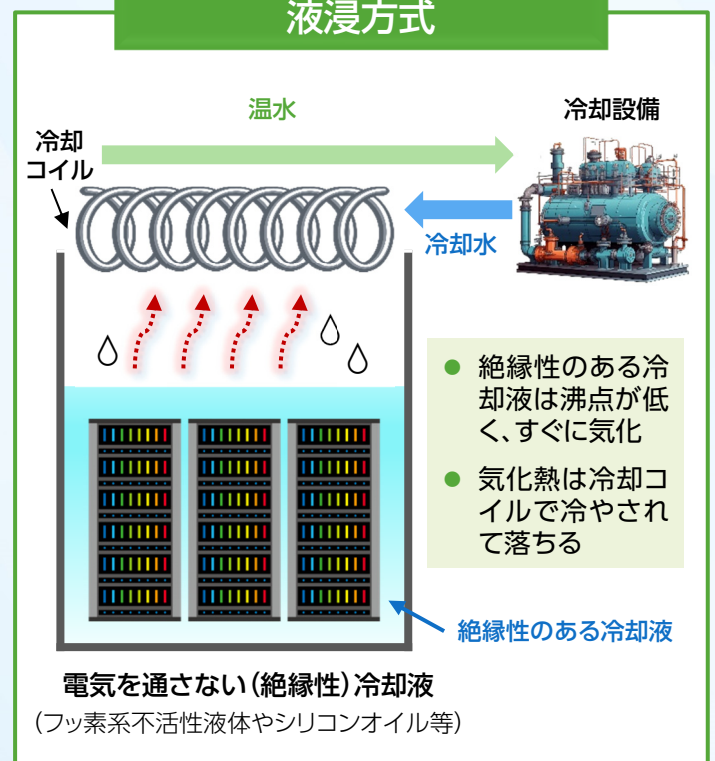 液浸方式
温水
冷却設備
冷却
コイル
冷却水
● 絶縁性のある冷
却液は沸点が低
く、すぐに気化
● 気化熱は冷却コ
イルで冷やされ
て落ちる
絶縁性のある冷却液
電気を通さない（絶縁性）冷却液
（フッ素系不活性液体やシリコンオイル等）